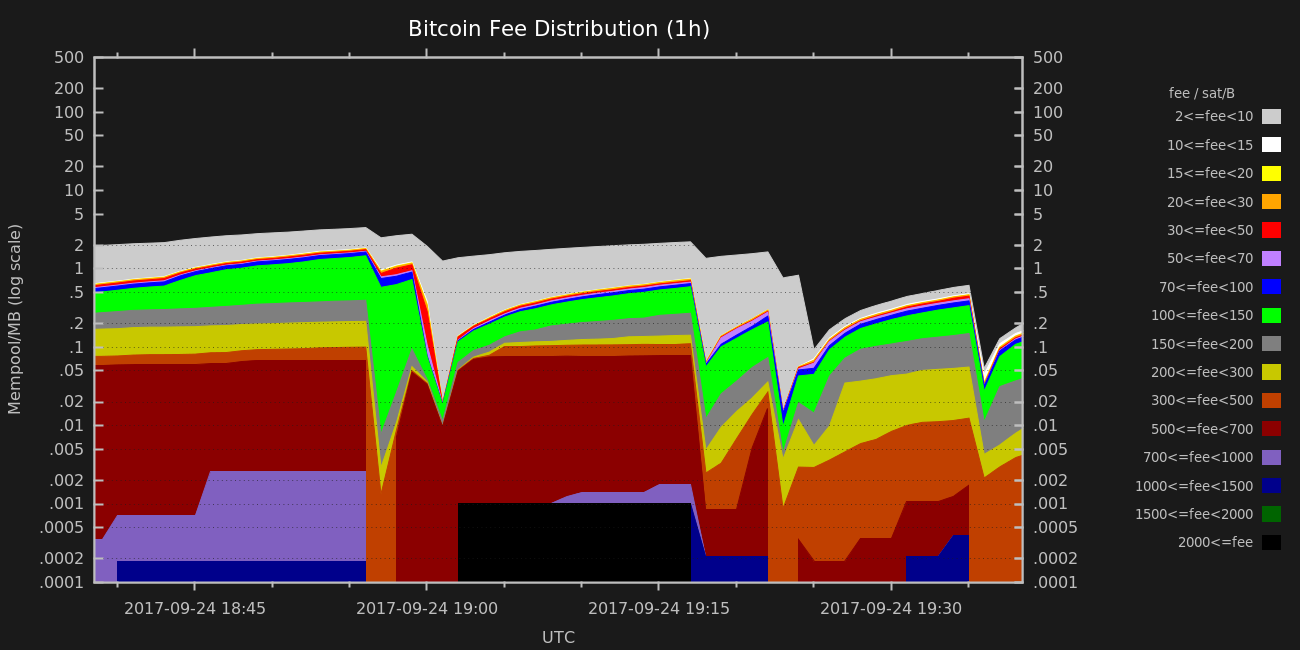 Bitcoin Fee Distribution (1h)
500 500
200 200
100 100
50 50
20 20
10 10
5 5
2 2
1 1
.5 .5
.2 .2
.1 .1
.05 .05
.02 .02
.01 .01
.005 .005
.002 .002
.001 .001
.0005 .0005
.0002 .0002
.0001 .0001
Mempool/MB (log scale)
2017-09-24 18:45 2017-09-24 19:00 2017-09-24 19:15 2017-09-24 19:30
UTC
fee / sat/B
2<=fee<10
10<=fee<15
15<=fee<20
20<=fee<30
30<=fee<50
50<=fee<70
70<=fee<100
100<=fee<150
150<=fee<200
200<=fee<300
300<=fee<500
500<=fee<700
700<=fee<1000
1000<=fee<1500
1500<=fee<2000
2000<=fee